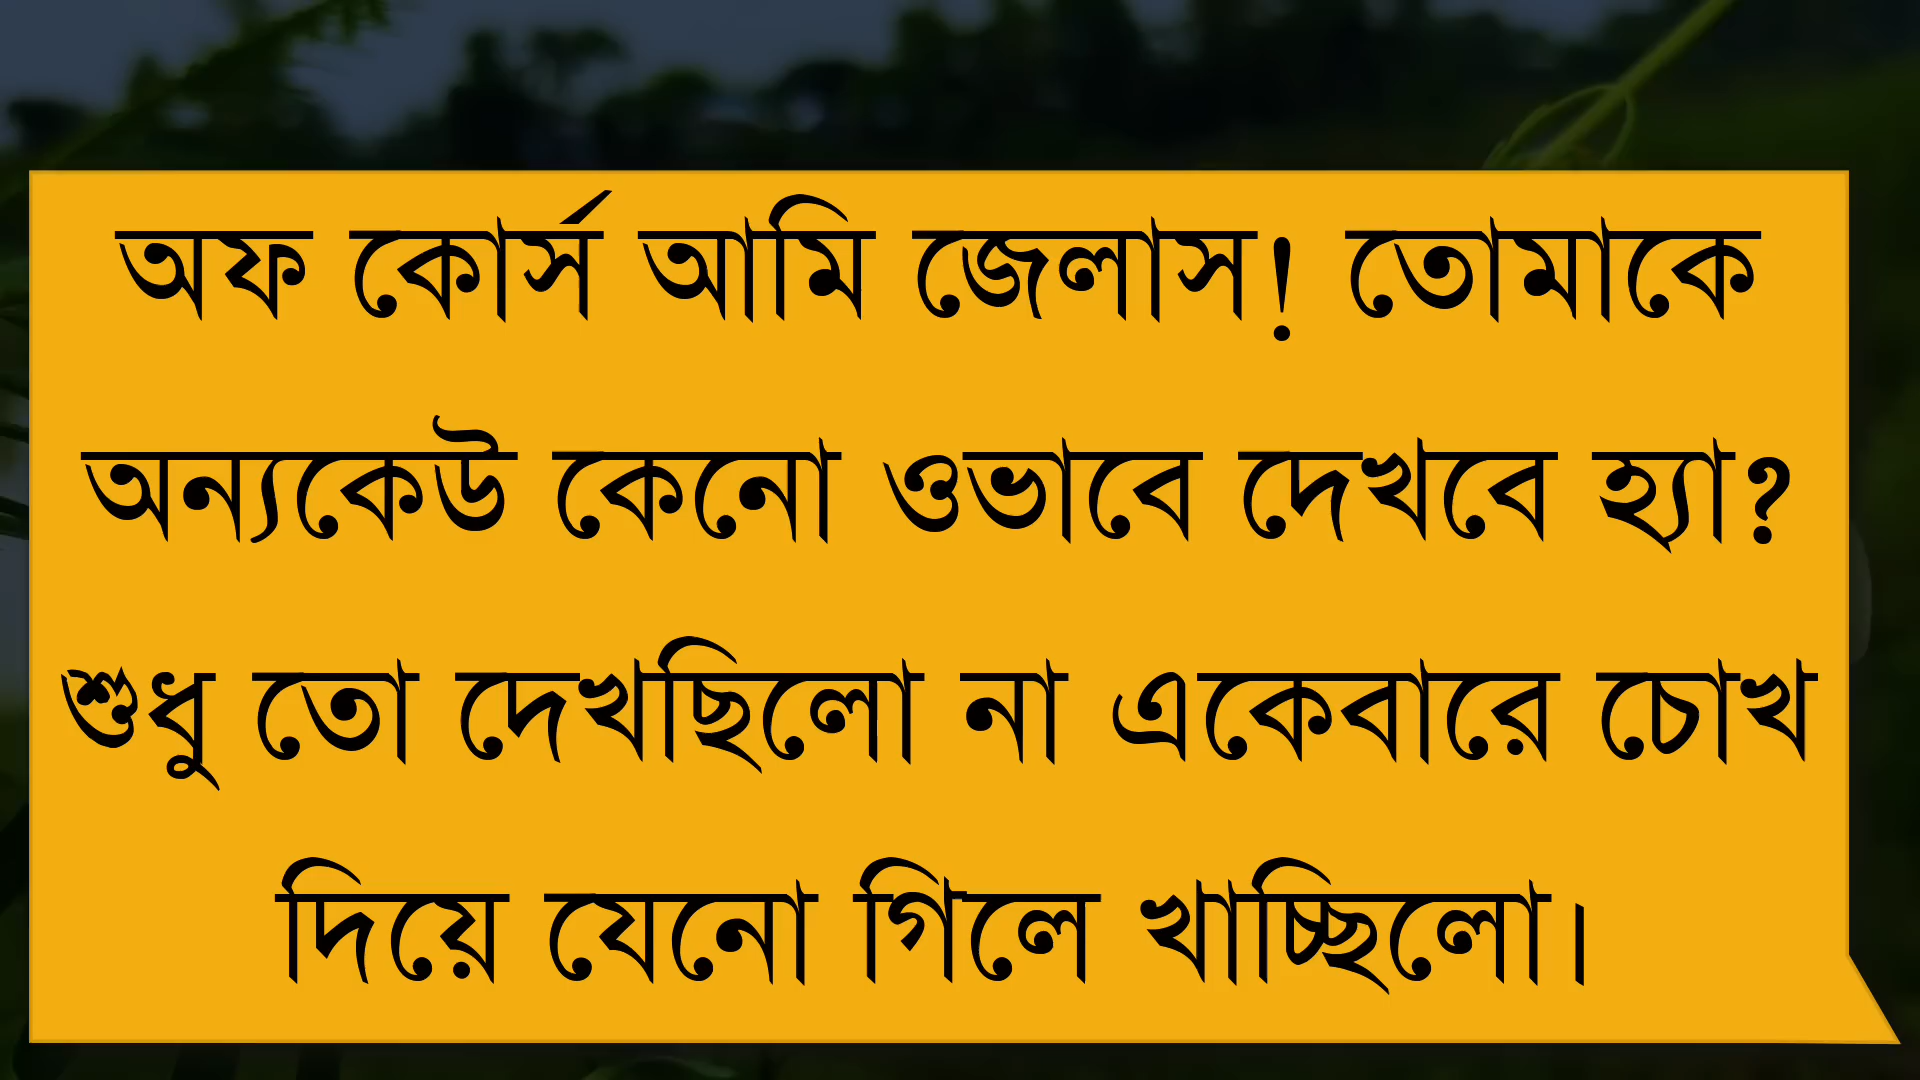 অফ কোর্স আমি জেলাস! তোমাকে
অন্যকেউ কেনো ওভাবে দেখবে হ্যা?
শুধু তো দেখছিলো না একেবারে চোখ
দিয়ে যেনো গিলে খাচ্ছিলো।